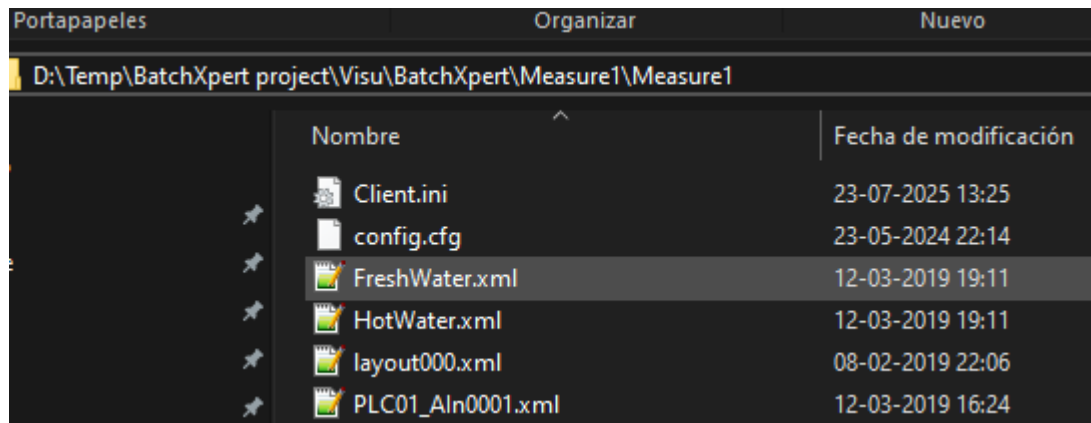 Portapapeles Organizar Nuevo
D:\Temp\BatchXpert project\Visu\BatchXpert\Measure1\Measure1
Nombre Fecha de modificación
Client.ini 23-07-2025 13:25
config.cfg 23-05-2024 22:14
FreshWater.xml 12-03-2019 19:11
HotWater.xml 12-03-2019 19:11
layout000.xml 08-02-2019 22:06
PLC01_AIn0001.xml 12-03-2019 16:24